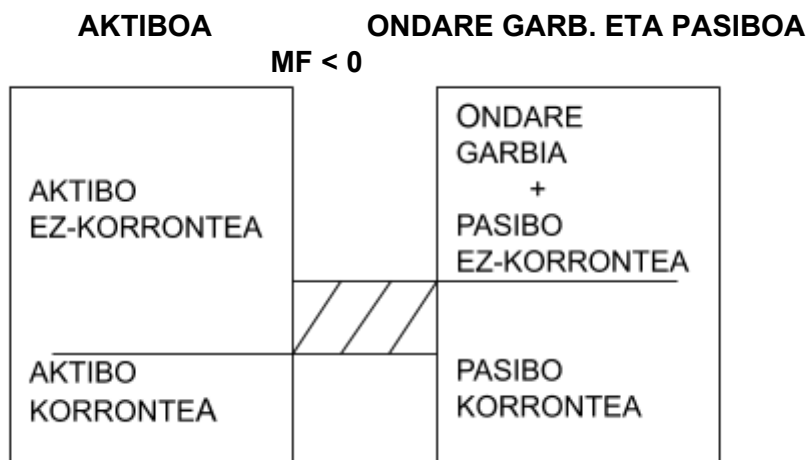 AKTIBOA ONDARE GARB. ETA PASIBOA
MF < 0
AKTIBO
EZ-KORRONTEA
ONDARE
GARBIA
+
PASIBO
EZ-KORRONTEA
AKTIBO
KORRONTEA
PASIBO
KORRONTEA